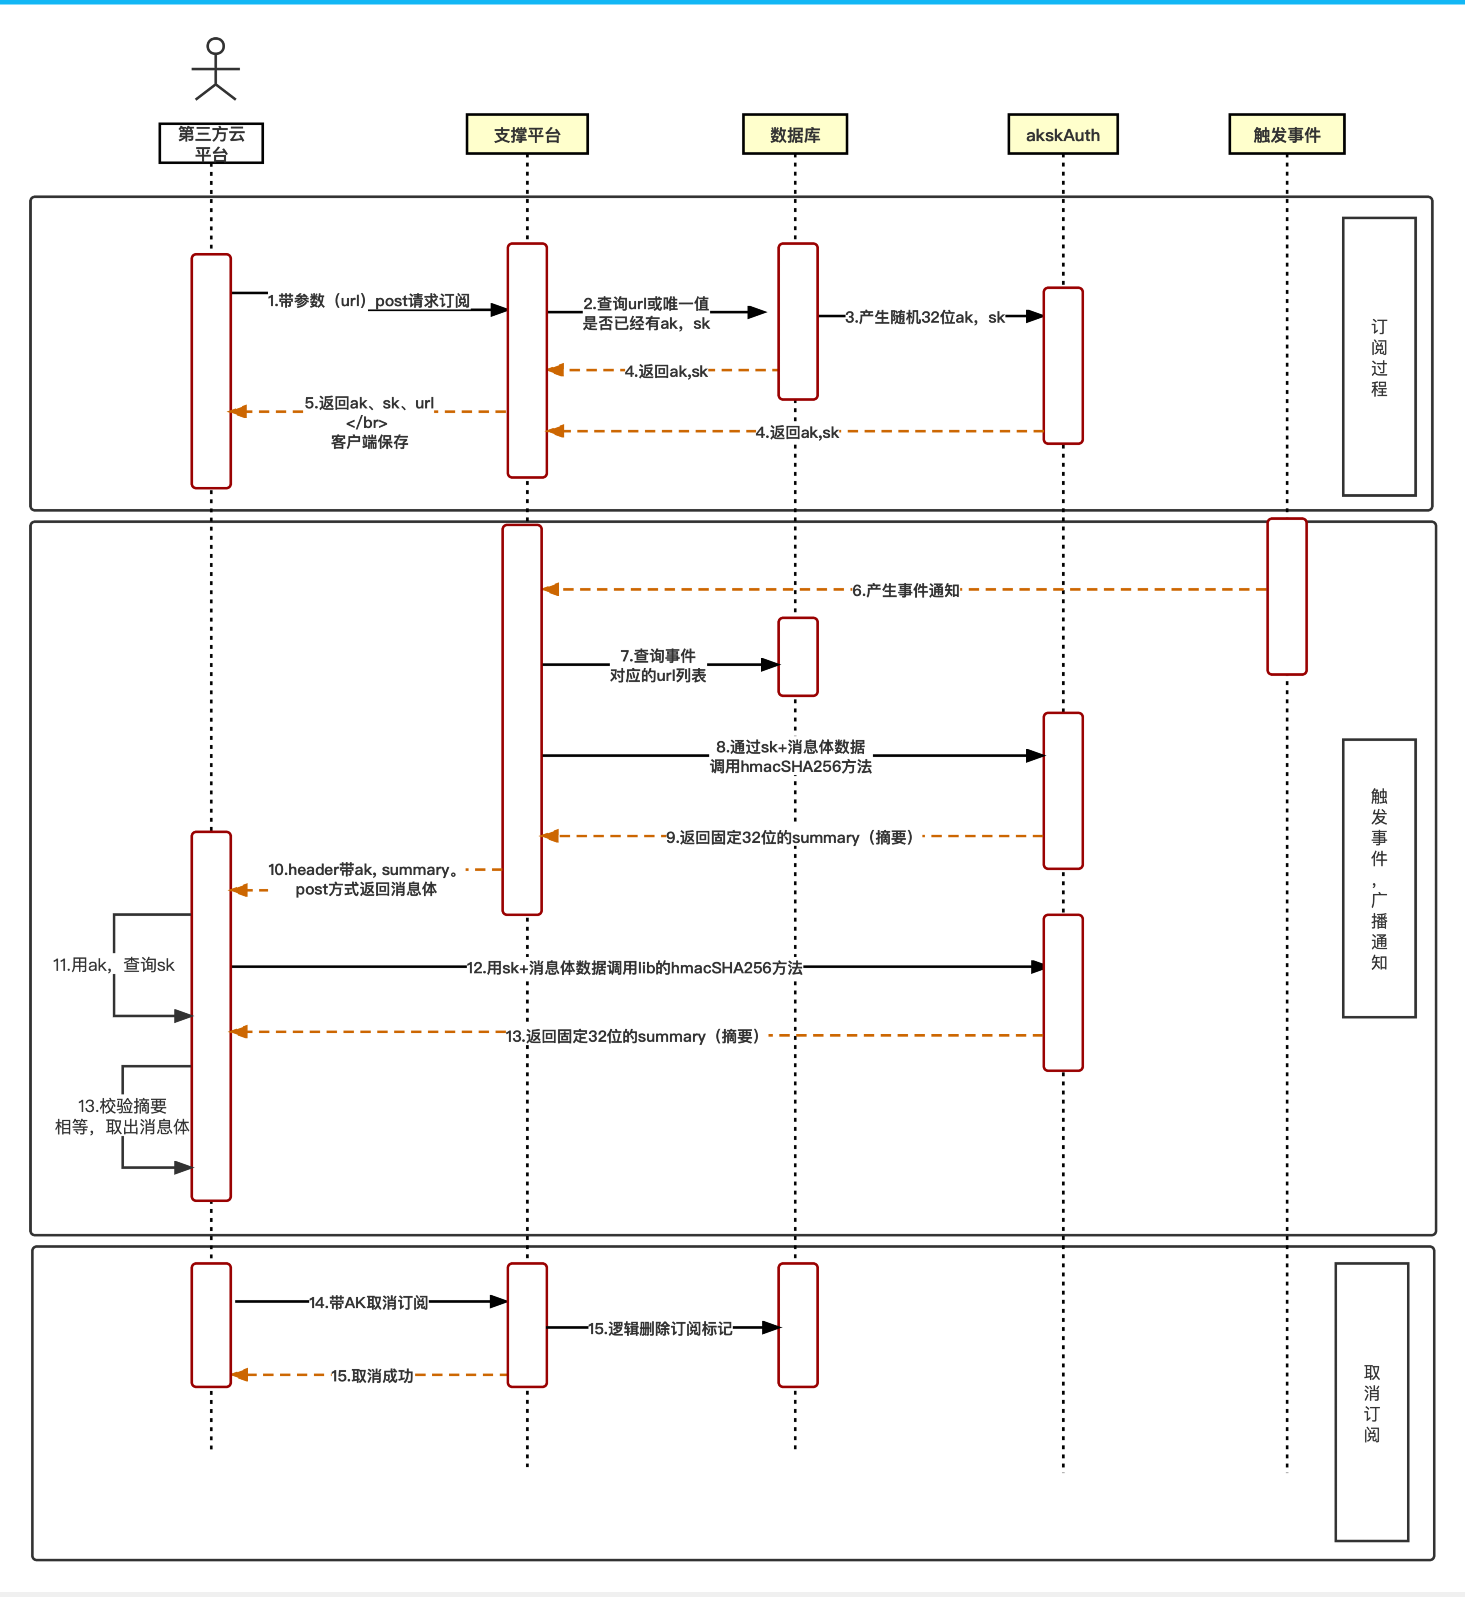 第三方云
平台
支撑平台
数据库
akskAuth
触发事件
1.带参数（url）post请求订阅
2.查询url或唯一值
是否已经有ak，sk
3.产生随机32位ak，sk
4.返回ak,sk
5.返回ak、sk、url
</br>
客户端保存
4.返回ak,sk
订
阅
过
程
6.产生事件通知
7.查询事件
对应的url列表
8.通过sk+消息体数据
调用hmacSHA256方法
9.返回固定32位的summary（摘要）
10.header带ak, summary。
post方式返回消息体
11.用ak，查询sk
12.用sk+消息体数据调用lib的hmacSHA256方法
13.返回固定32位的summary（摘要）
13.校验摘要
相等，取出消息体
触
发
事
件
，
广
播
通
知
14.带AK取消订阅
15.逻辑删除订阅标记
15.取消成功
取
消
订
阅